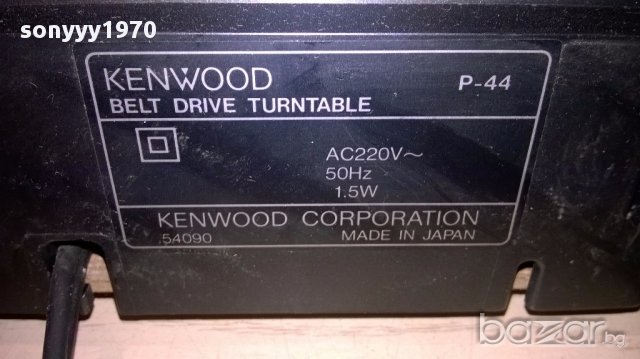 sonyyy1970
KENWOOD P-44
BELT DRIVE TURNTABLE
AC220V～
50Hz
1.5W
KENWOOD CORPORATION
54090 MADE IN JAPAN
bazar.bg